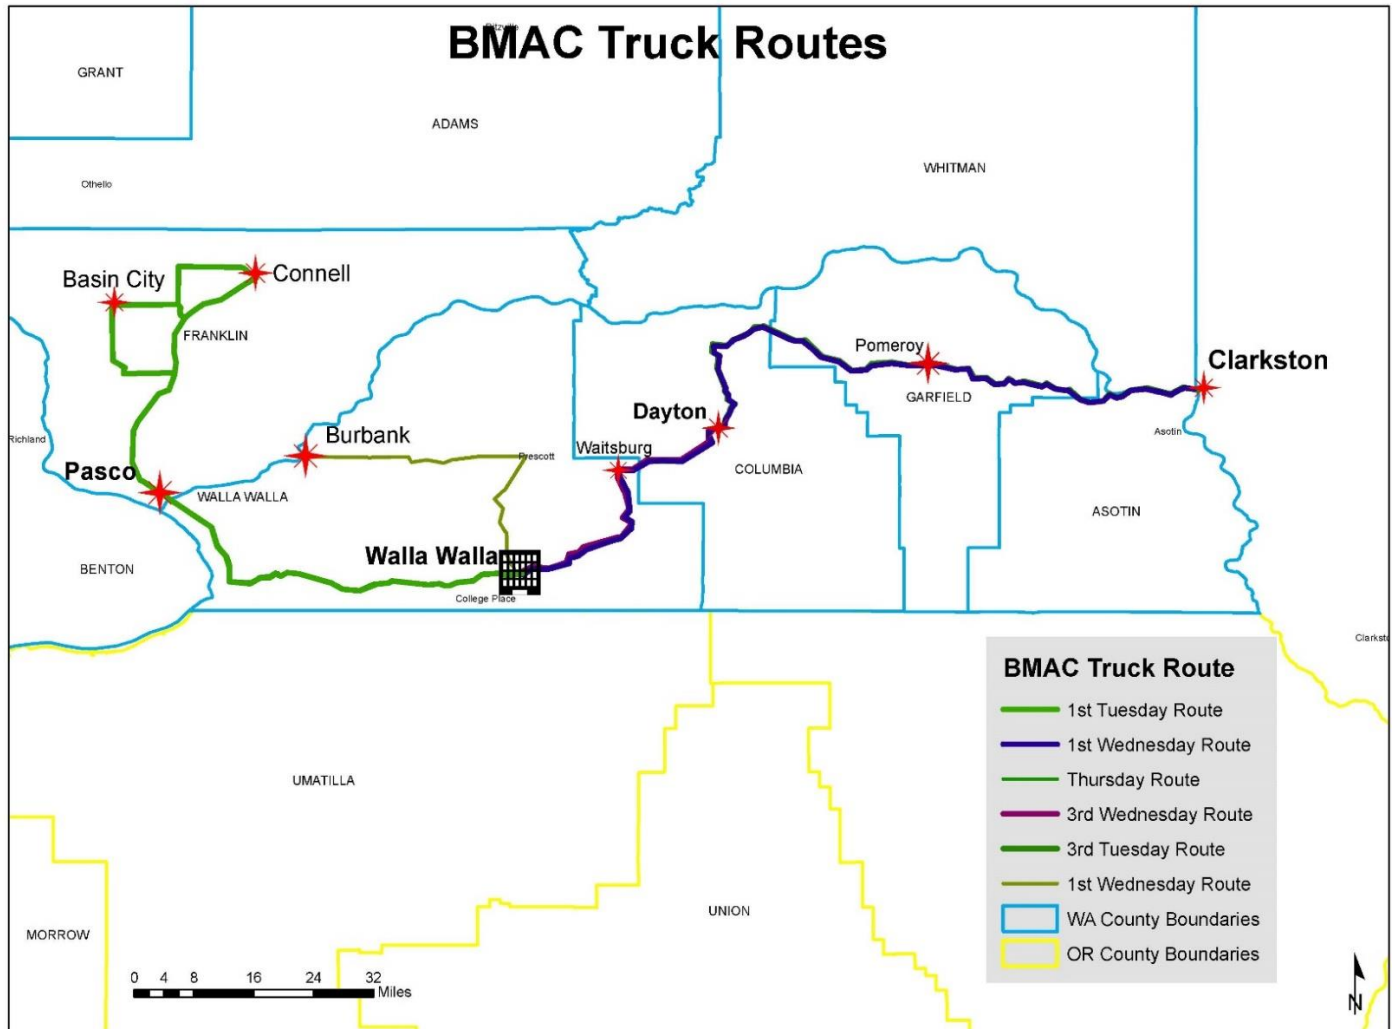 Ritzville
BMAC Truck Routes
GRANT
ADAMS
WHITMAN
Othello
Basin City
Connell
FRANKLIN
Pomeroy
Clarkston
GARFIELD
Dayton
Richland
Burbank
Waitsburg
Asotin
Prescott
Pasco
COLUMBIA
WALLA WALLA
ASOTIN
Walla Walla
BENTON
College Place
BMAC Truck Route
1st Tuesday Route
1st Wednesday Route
Thursday Route
3rd Wednesday Route
3rd Tuesday Route
1st Wednesday Route
WA County Boundaries
OR County Boundaries
Clarkst
UMATILLA
UNION
MORROW
0 4 8 16 24 32
Miles
N